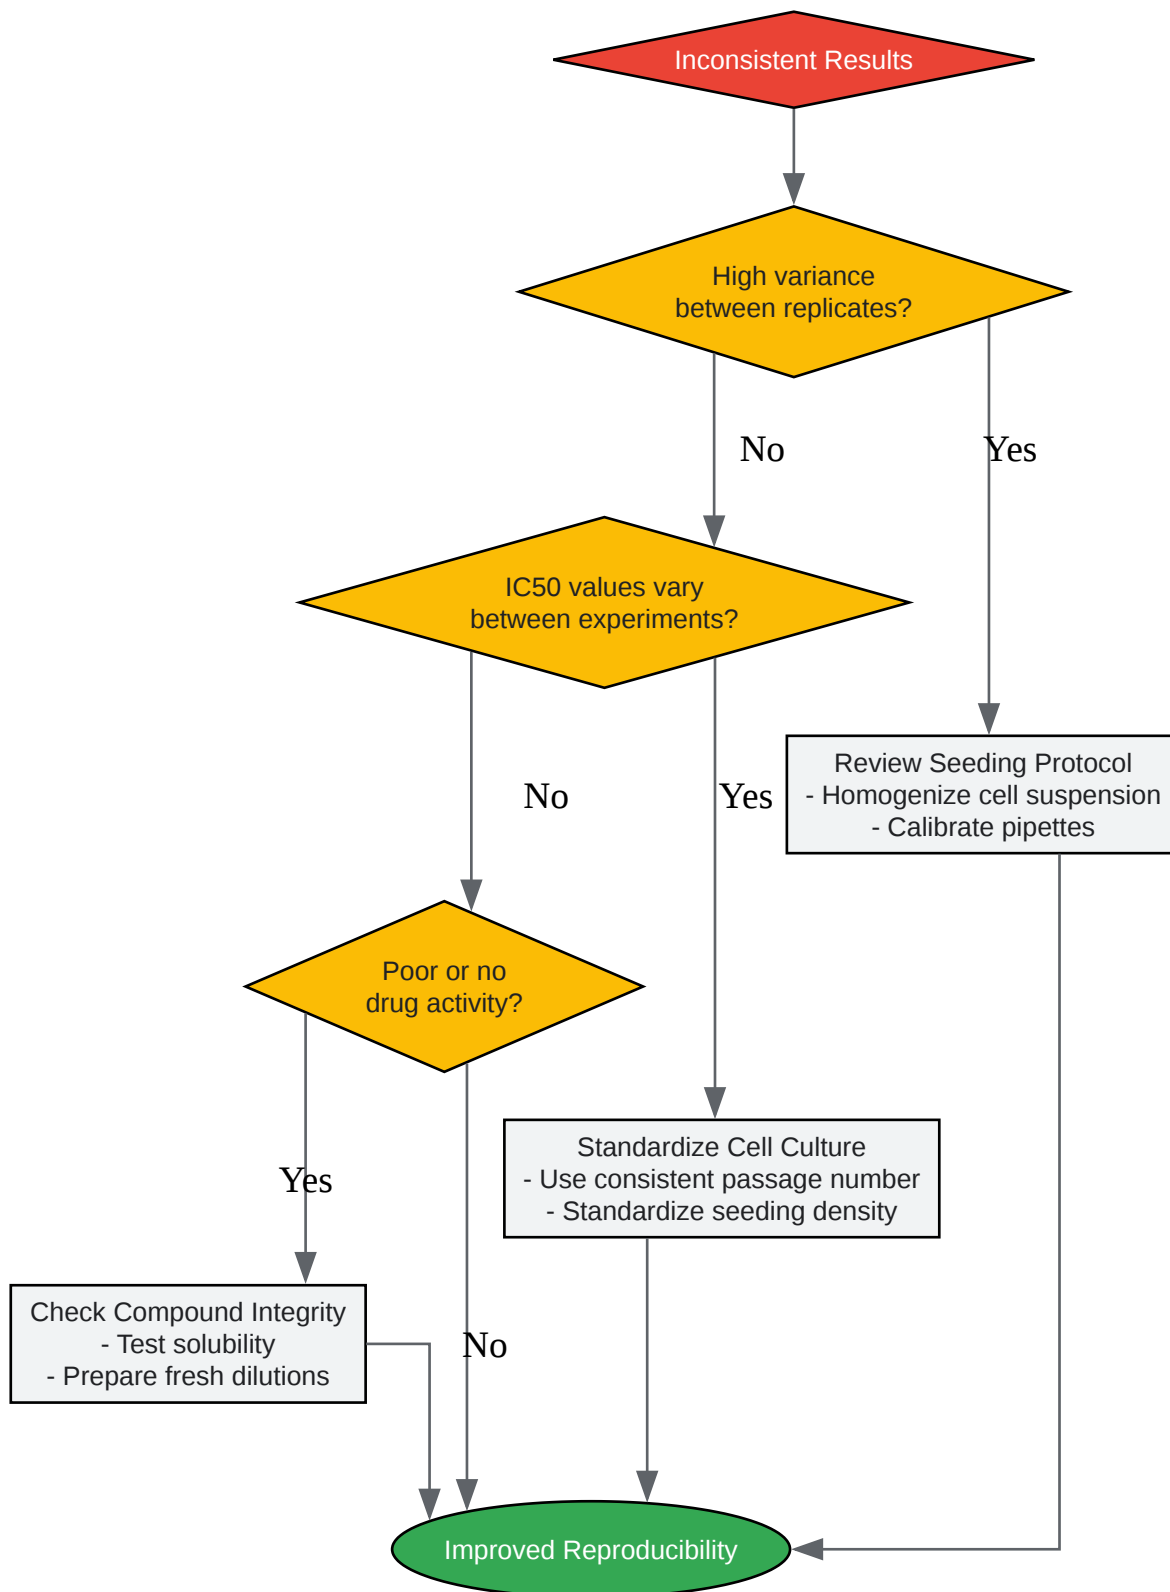 Inconsistent Results
High variance
between replicates?
No
Yes
IC50 values vary
between experiments?
No
Yes
Review Seeding Protocol
- Homogenize cell suspension
- Calibrate pipettes
Poor or no
drug activity?
Yes
No
Standardize Cell Culture
- Use consistent passage number
- Standardize seeding density
Check Compound Integrity
- Test solubility
- Prepare fresh dilutions
Improved Reproducibility